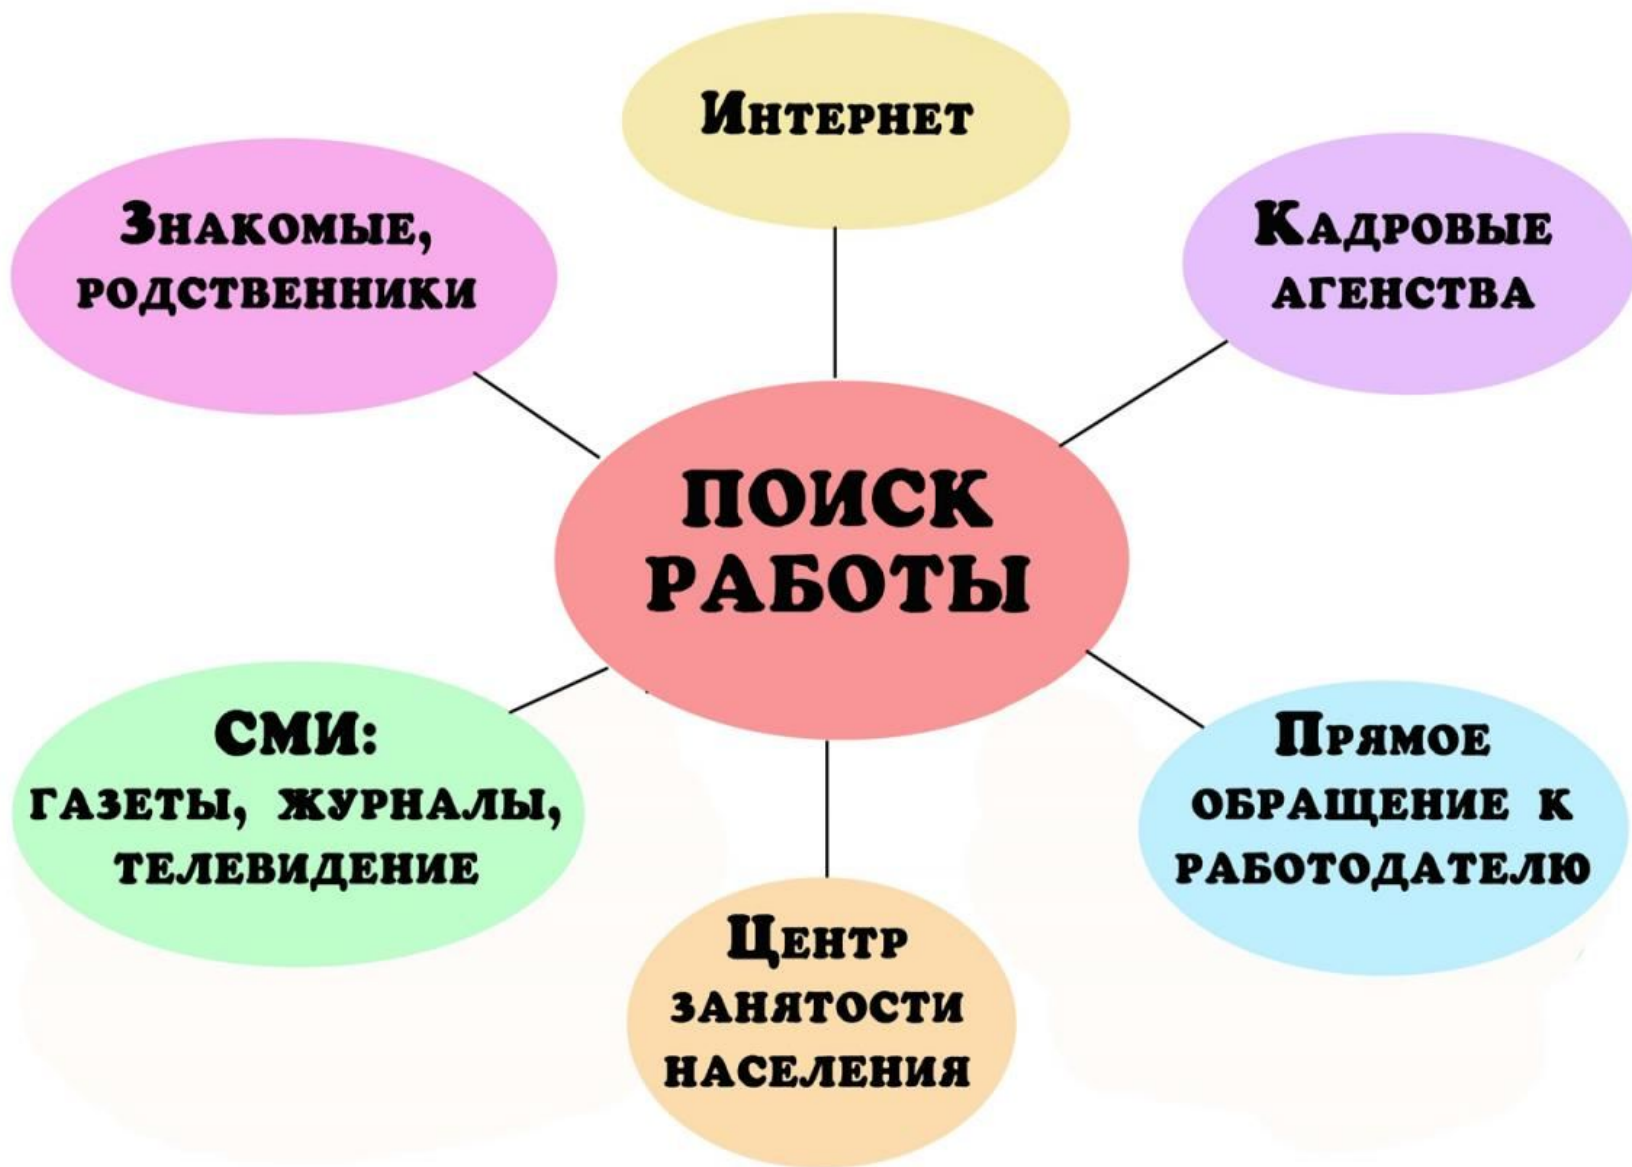 Интернет
Знакомые,
родственники
Кадровые
агенства
ПОИСК
РАБОТЫ
СМИ:
газеты, журналы,
телевидение
Прямое
обращение к
работодателю
Центр
занятости
населения